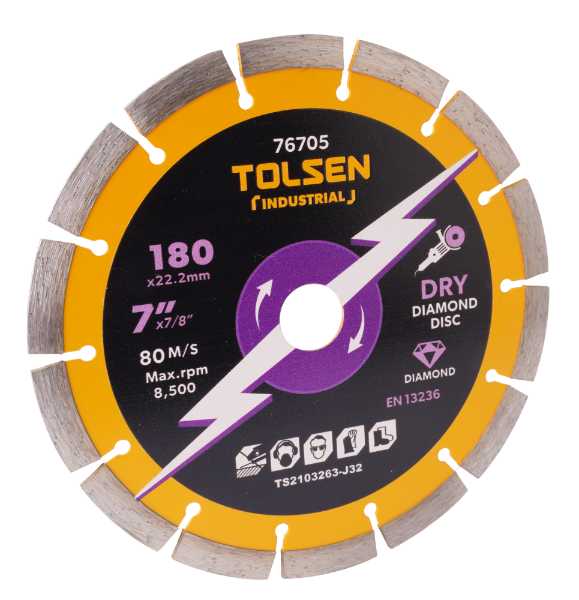 76705
TOLSEN
INDUSTRIAL
180
x22.2mm
7"
x7/8"
80 M/S
Max.rpm
8,500
DRY
DIAMOND
DISC
DIAMOND
EN 13236
TS2103263-J32